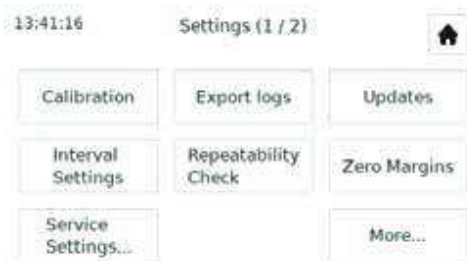 13:41:16 Settings (1 / 2)
Calibration Export logs Updates
Interval Settings
Repeatability Check
Zero Margins
Service Settings...
More...